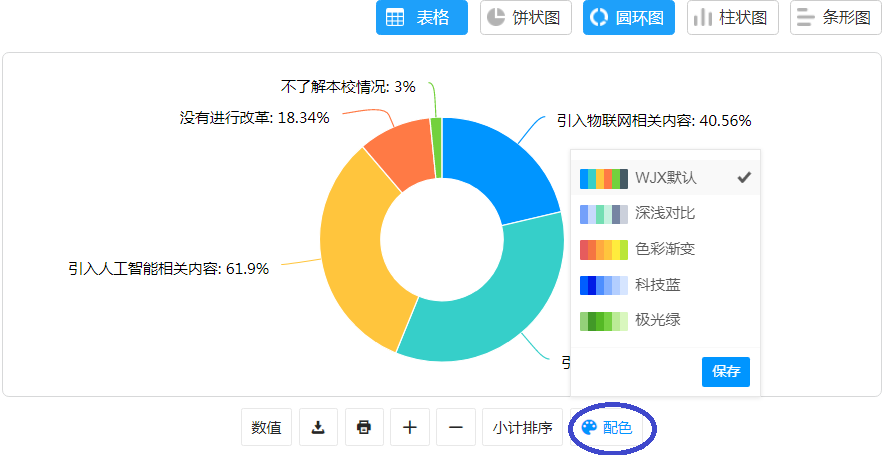 表格
饼状图
圆环图
柱状图
条形图
不了解本校情况: 3%
没有进行改革: 18.34%
引入物联网相关内容: 40.56%
引入人工智能相关内容: 61.9%
引
WJX默认
深浅对比
色彩渐变
科技蓝
极光绿
保存
数值
小计排序
配色